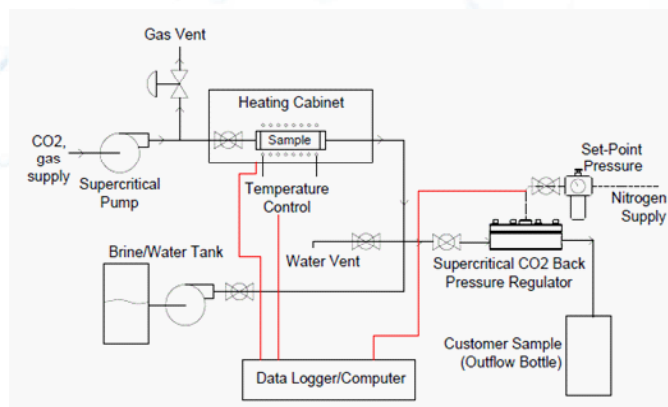 Gas Vent
Heating Cabinet
Sample
CO2,
gas
supply
Supercritical
Pump
Temperature
Control
Set-Point
Pressure
Nitrogen
Supply
Brine/Water Tank
Water Vent
Supercritical CO2 Back
Pressure Regulator
Customer Sample
(Outflow Bottle)
Data Logger/Computer